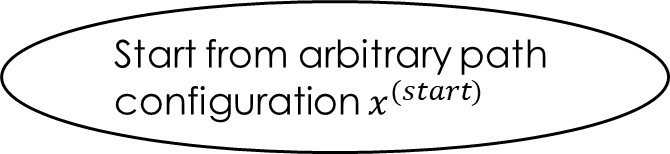 Start from arbitrary path
configuration x^(start)